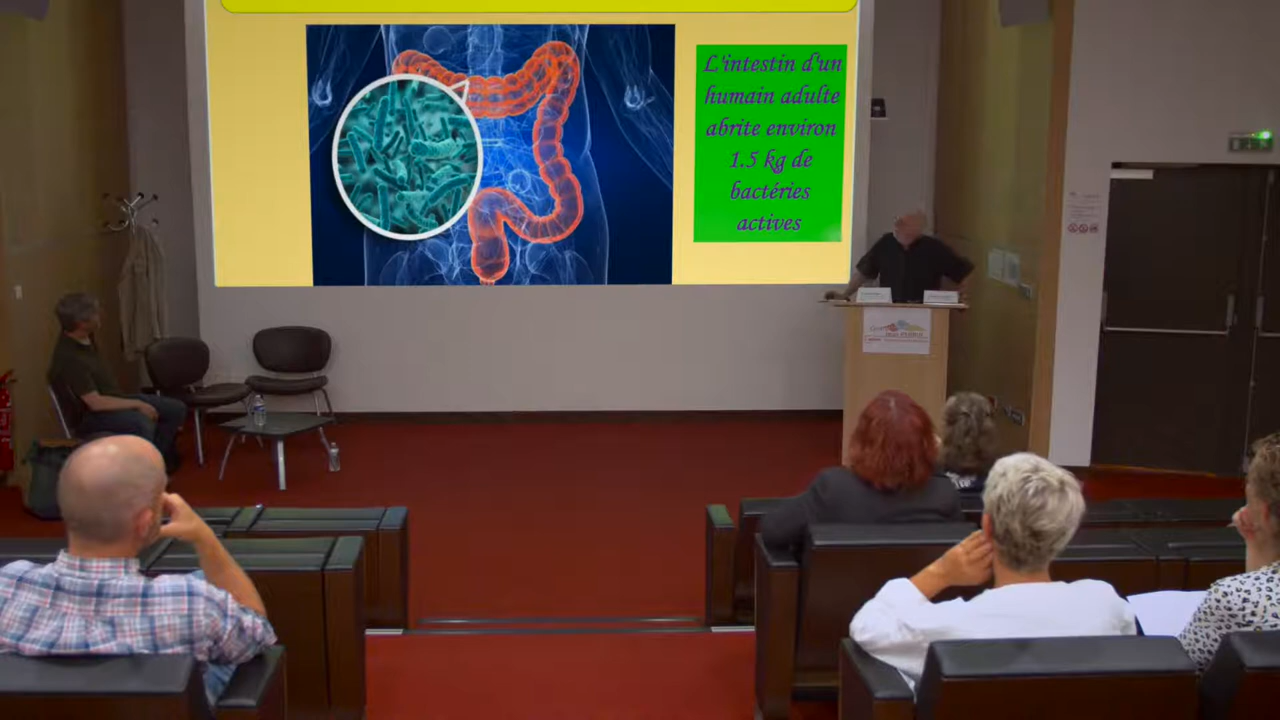 L'intestin d'un
humain adulte
abrite environ
1.5 kg de
bactéries
actives